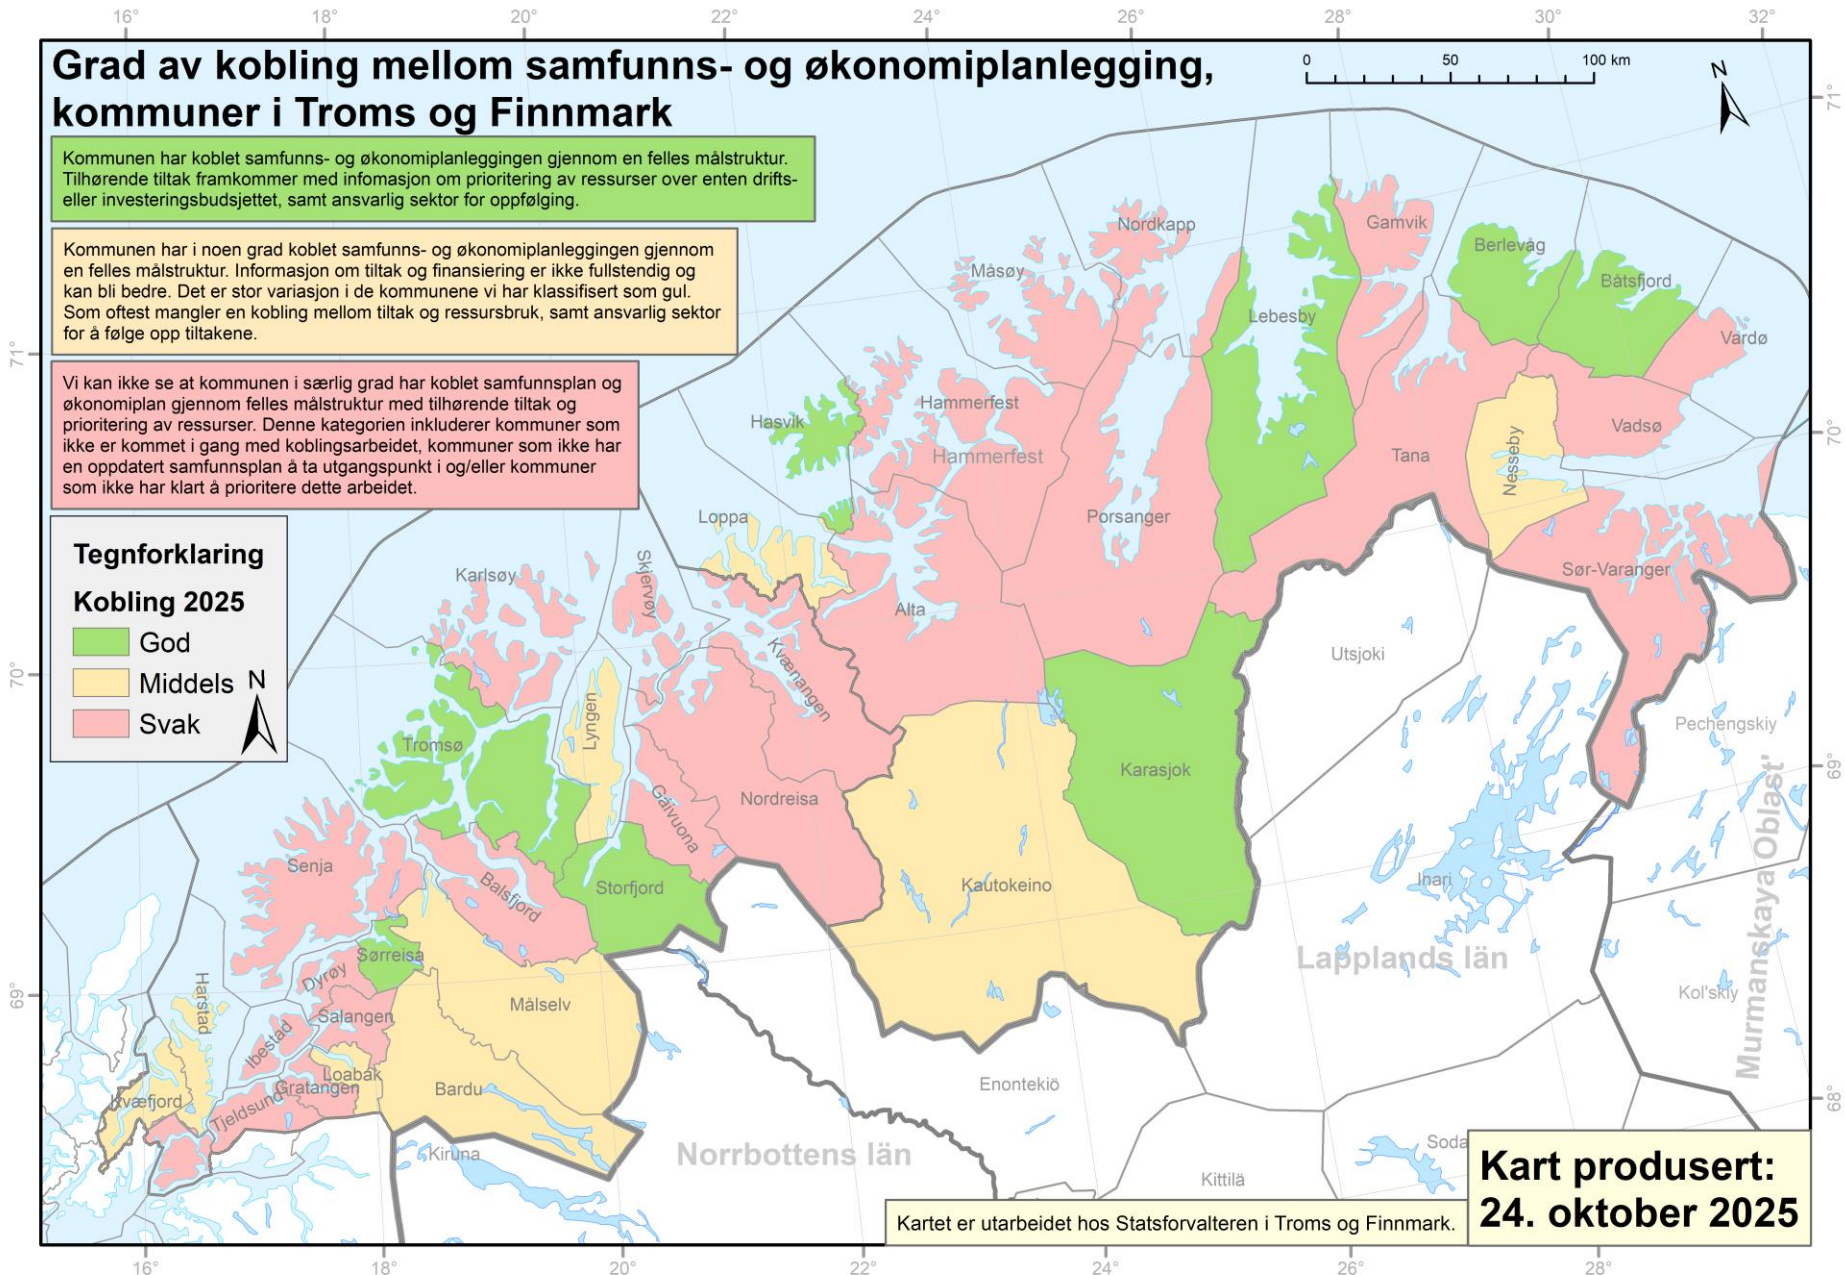 16°
18°
20°
22°
24°
26°
28°
30°
32°
Grad av kobling mellom samfunns- og økonomiplanlegging,
kommuner i Troms og Finnmark
0 50 100 km
N
Kommunen har koblet samfunns- og økonomiplanleggingen gjennom en felles målstruktur.
Tilhørende tiltak framkommer med infomasjon om prioritering av ressurser over enten drifts-
eller investeringsbudsjettet, samt ansvarlig sektor for oppfølging.
Kommunen har i noen grad koblet samfunns- og økonomiplanleggingen gjennom
en felles målstruktur. Informasjon om tiltak og finansiering er ikke fullstendig og
kan bli bedre. Det er stor variasjon i de kommunene vi har klassifisert som gul.
Som oftest mangler en kobling mellom tiltak og ressursbruk, samt ansvarlig sektor
for å følge opp tiltakene.
Vi kan ikke se at kommunen i særlig grad har koblet samfunnsplan og
økonomiplan gjennom felles målstruktur med tilhørende tiltak og
prioritering av ressurser. Denne kategorien inkluderer kommuner som
ikke er kommet i gang med koblingsarbeidet, kommuner som ikke har
en oppdatert samfunnsplan å ta utgangspunkt i og/eller kommuner
som ikke har klart å prioritere dette arbeidet.
Tegnforklaring
Kobling 2025
God
Middels
Svak
N
71°
70°
69°
71°
70°
69°
68°
Nordkapp
Gamvik
Berlevåg
Båtsfjord
Måsøy
Lebesby
Vardø
Hasvik
Hammerfest
Hammerfest
Vadsø
Tana
Nesseby
Loppa
Porsanger
Sør-Varanger
Karlsøy
Skjervøy
Alta
Kvænangen
Utsjoki
Lyngen
Tromsø
Pechengskiy
Karasjok
Nordreisa
Gáivuona
Senja
Balsfjord
Storfjord
Kautokeino
Inari
Sørreisa
Dyrøy
Lapplands län
Murmanskaya Oblast'
Kol'skiy
Harstad
Målselv
Salangen
Ibestad
Loabák
Gratangen
Bardu
Kvæfjord
Tjeldsund
Enontekiö
Kiruna
Norrbottens län
Kittilä
Soda
Kartet er utarbeidet hos Statsforvalteren i Troms og Finnmark.
Kart produsert:
24. oktober 2025
16°
18°
20°
22°
24°
26°
28°